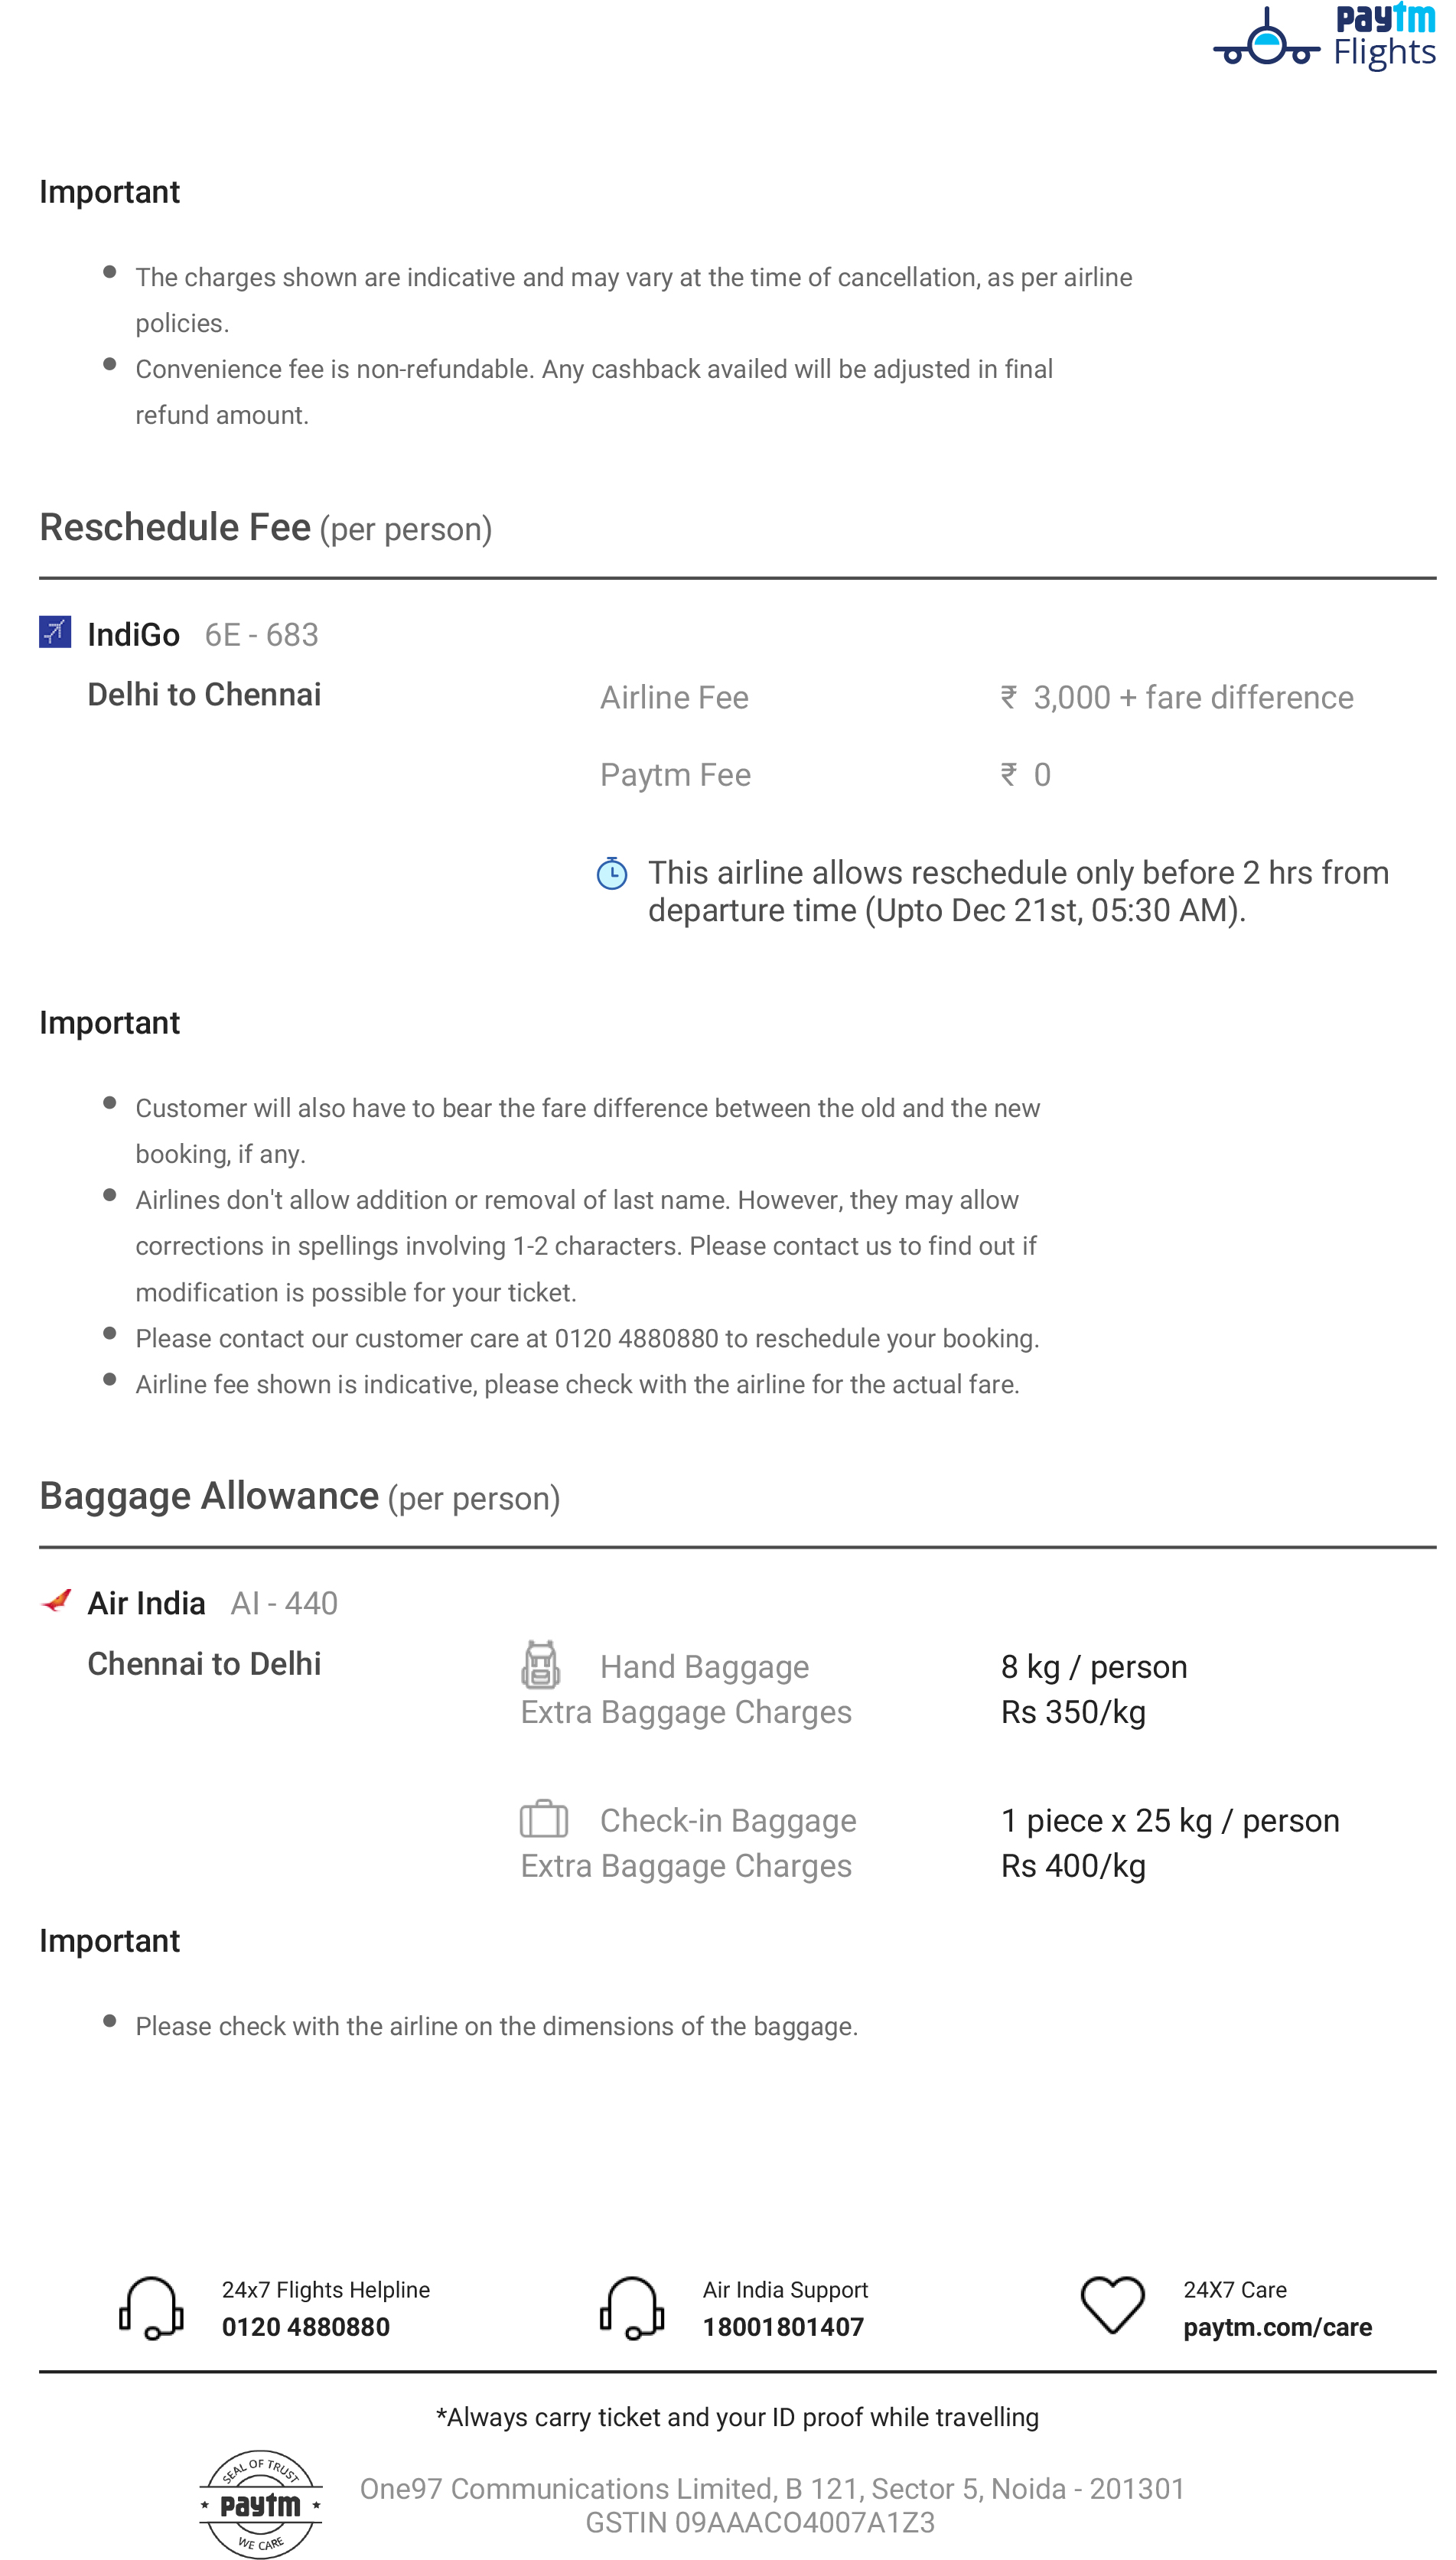 paytm
Flights
Important
The charges shown are indicative and may vary at the time of cancellation, as per airline
policies.
Convenience fee is non-refundable. Any cashback availed will be adjusted in final
refund amount.
Reschedule Fee (per person)
IndiGo 6E - 683
Delhi to Chennai
Airline Fee ₹ 3,000 + fare difference
Paytm Fee ₹ 0
This airline allows reschedule only before 2 hrs from
departure time (Upto Dec 21st, 05:30 AM).
Important
Customer will also have to bear the fare difference between the old and the new
booking, if any.
Airlines don't allow addition or removal of last name. However, they may allow
corrections in spellings involving 1-2 characters. Please contact us to find out if
modification is possible for your ticket.
Please contact our customer care at 0120 4880880 to reschedule your booking.
Airline fee shown is indicative, please check with the airline for the actual fare.
Baggage Allowance (per person)
Air India AI - 440
Chennai to Delhi
Hand Baggage 8 kg / person
Extra Baggage Charges Rs 350/kg
Check-in Baggage 1 piece x 25 kg / person
Extra Baggage Charges Rs 400/kg
Important
Please check with the airline on the dimensions of the baggage.
24x7 Flights Helpline
0120 4880880
Air India Support
18001801407
24X7 Care
paytm.com/care
*Always carry ticket and your ID proof while travelling
SEAL OF TRUST
paytm
WE CARE
One97 Communications Limited, B 121, Sector 5, Noida - 201301
GSTIN 09AAACO4007A1Z3